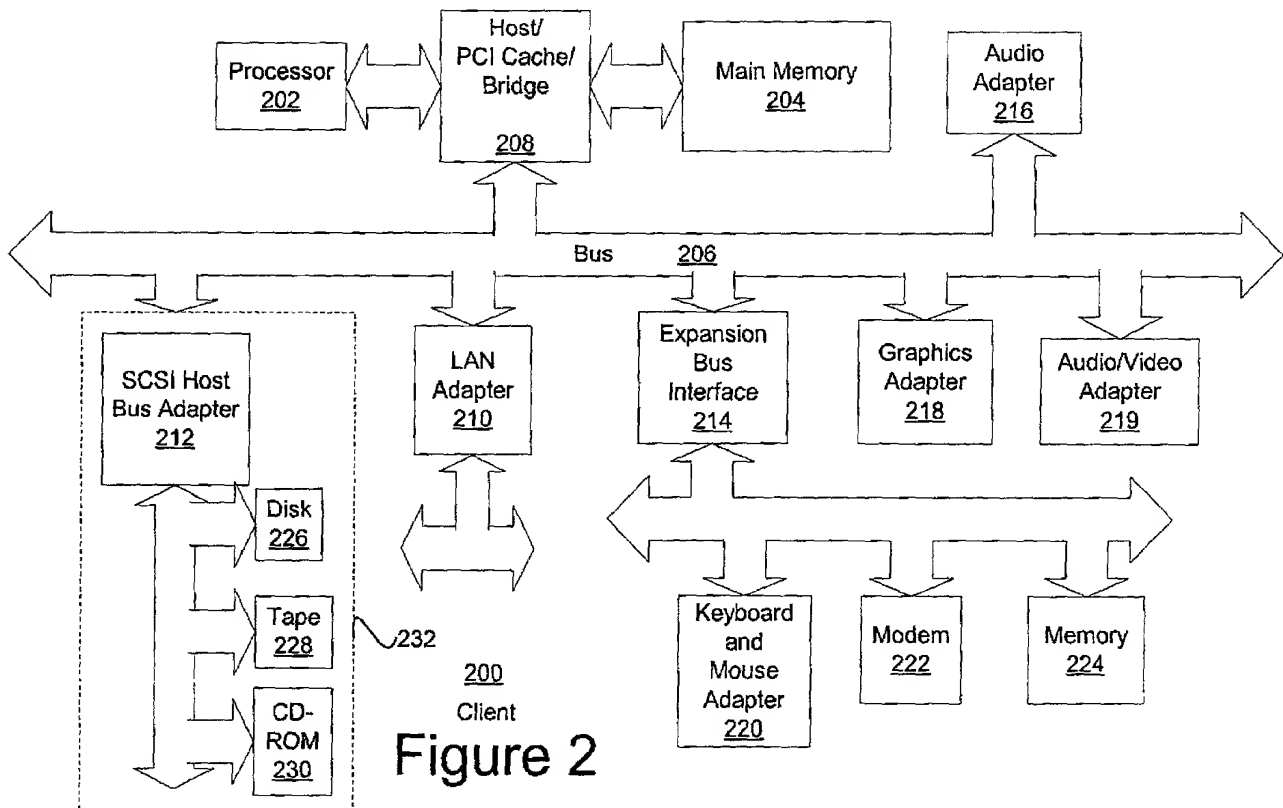 Processor
202
Host/
PCI Cache/
Bridge
208
Main Memory
204
Audio
Adapter
216
Bus 206
SCSI Host
Bus Adapter
212
LAN
Adapter
210
Expansion
Bus
Interface
214
Graphics
Adapter
218
Audio/Video
Adapter
219
Disk
226
Tape
228
CD-
ROM
230
232
200
Client
Keyboard
and
Mouse
Adapter
220
Modem
222
Memory
224
Figure 2